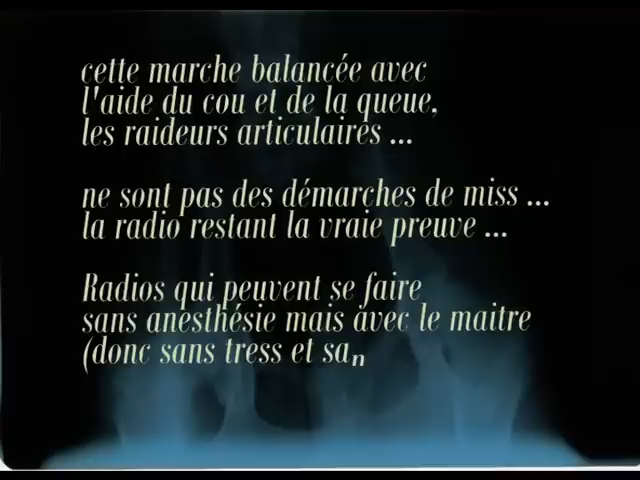 cette marche balancée avec
l'aide du cou et de la queue,
les raideurs articulaires ...
ne sont pas des démarches de miss ...
la radio restant la vraie preuve ...
Radios qui peuvent se faire
sans anesthésie mais avec le maitre
(donc sans tress et san